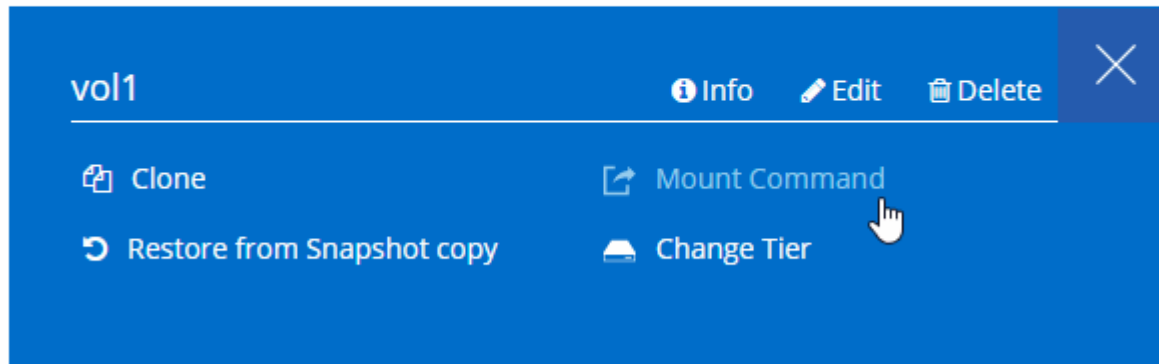 vol1 Info Edit Delete
Clone Mount Command
Restore from Snapshot copy Change Tier